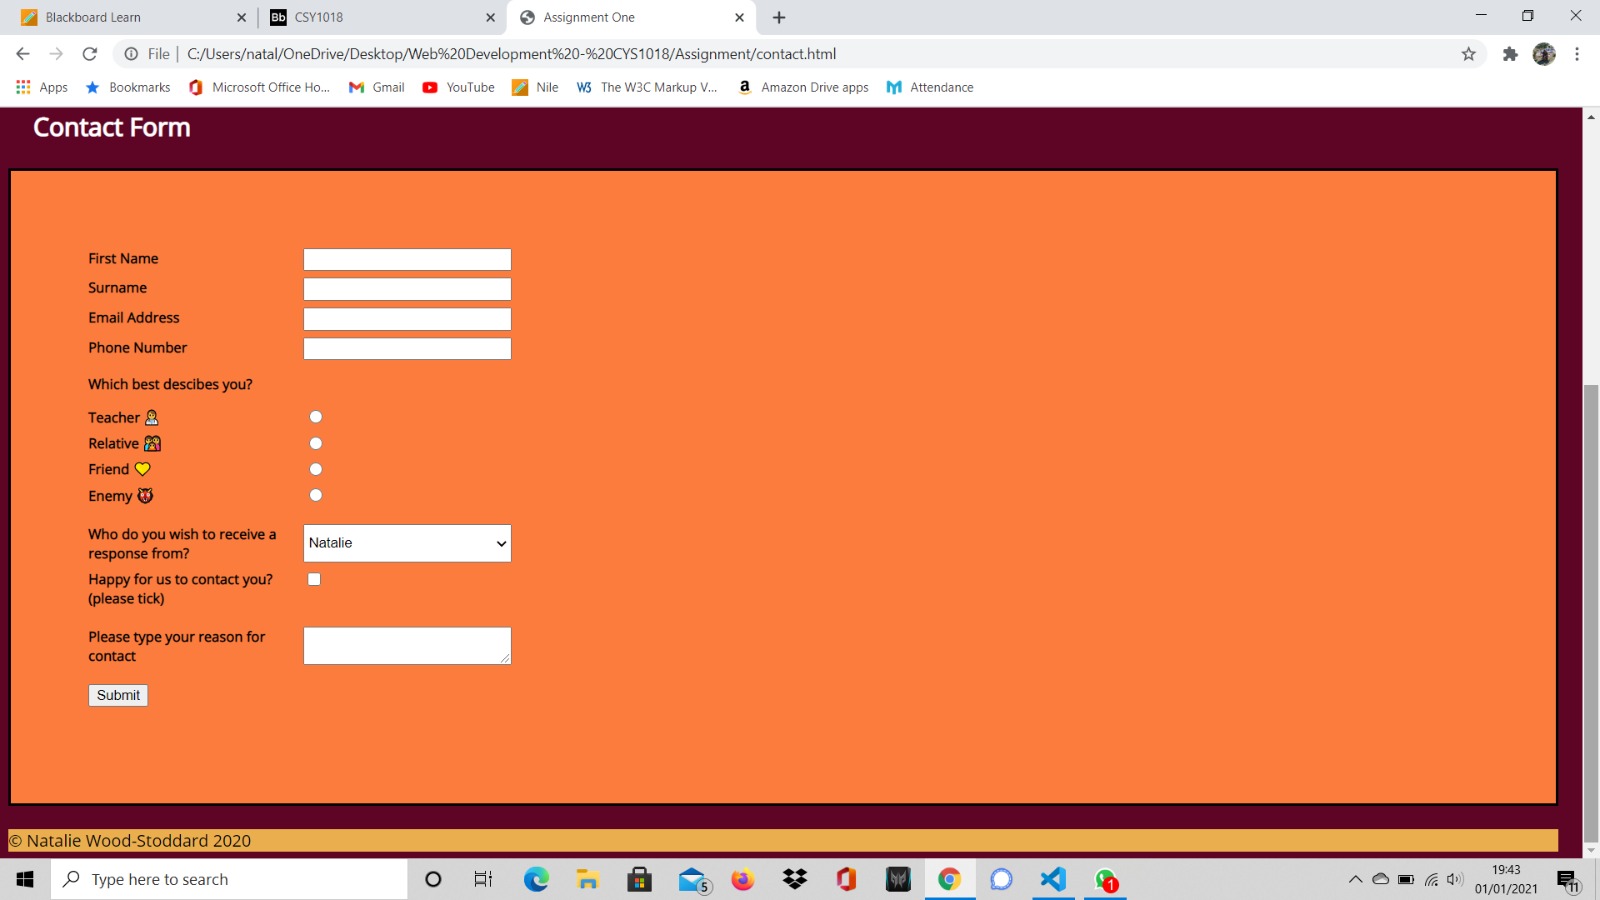 Blackboard Learn
Bb CSY1018
Assignment One
File C:/Users/natal/OneDrive/Desktop/Web%20Development%20-%20CYS1018/Assignment/contact.html
Apps Bookmarks Microsoft Office Ho... Gmail YouTube Nile W3 The W3C Markup V... a Amazon Drive apps Attendance
Contact Form
First Name
Surname
Email Address
Phone Number
Which best descibes you?
Teacher
Relative
Friend
Enemy
Who do you wish to receive a
response from?
Natalie
Happy for us to contact you?
(please tick)
Please type your reason for
contact
Submit
© Natalie Wood-Stoddard 2020
Type here to search
5
1
19:43
01/01/2021
11